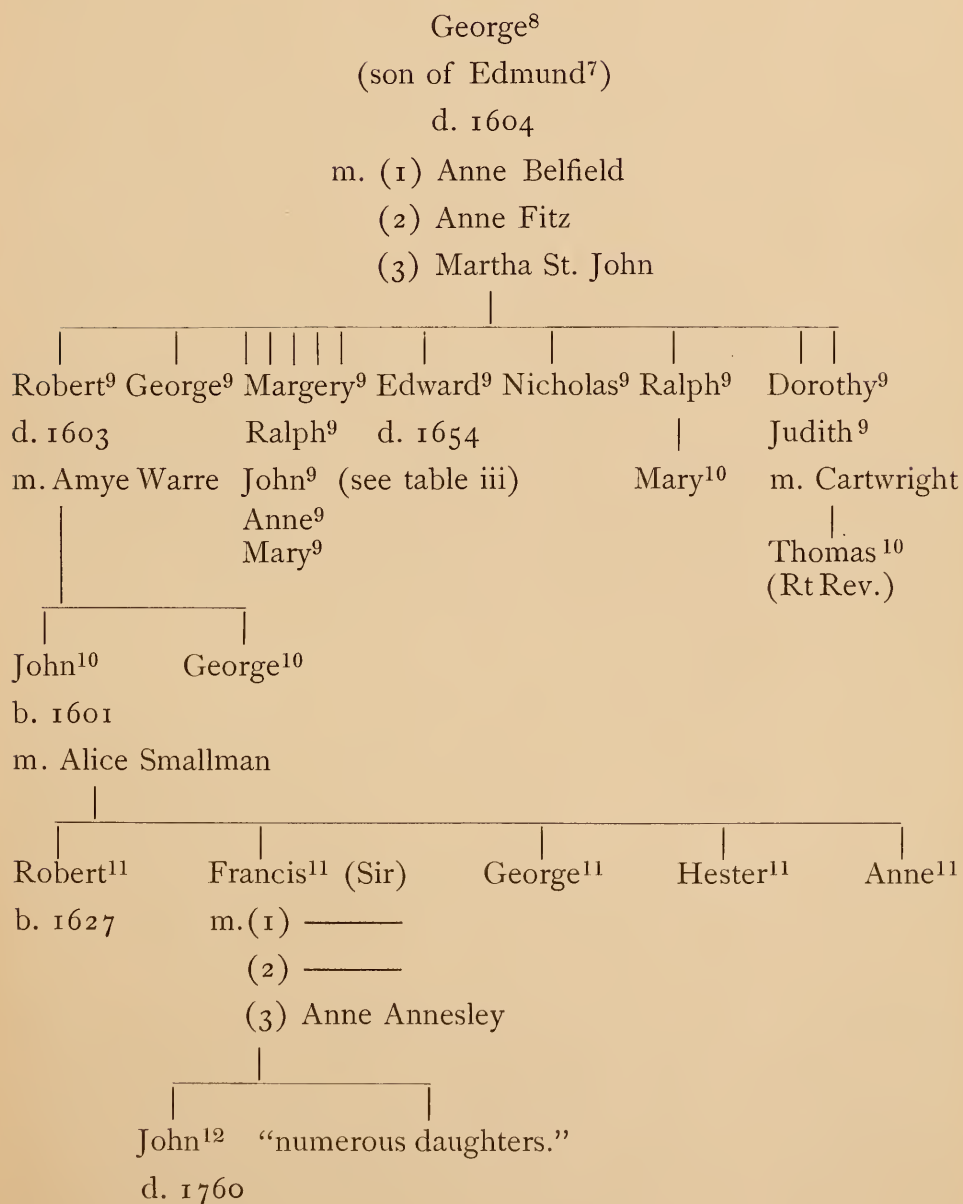 George⁸
(son of Edmund⁷)
d. 1604
m. (1) Anne Belfield
(2) Anne Fitz
(3) Martha St. John
Robert⁹ George⁹ Margery⁹ Edward⁹ Nicholas⁹ Ralph⁹ Dorothy⁹
d. 1603 Ralph⁹ d. 1654 Judith⁹
m. Amye Warre John⁹ (see table iii) Mary¹⁰ m. Cartwright
Anne⁹
Mary⁹ Thomas¹⁰
(Rt Rev.)
John¹⁰ George¹⁰
b. 1601
m. Alice Smallman
Robert¹¹ Francis¹¹ (Sir) George¹¹ Hester¹¹ Anne¹¹
b. 1627 m. (1) ———
(2) ———
(3) Anne Annesley
John¹² “numerous daughters.”
d. 1760